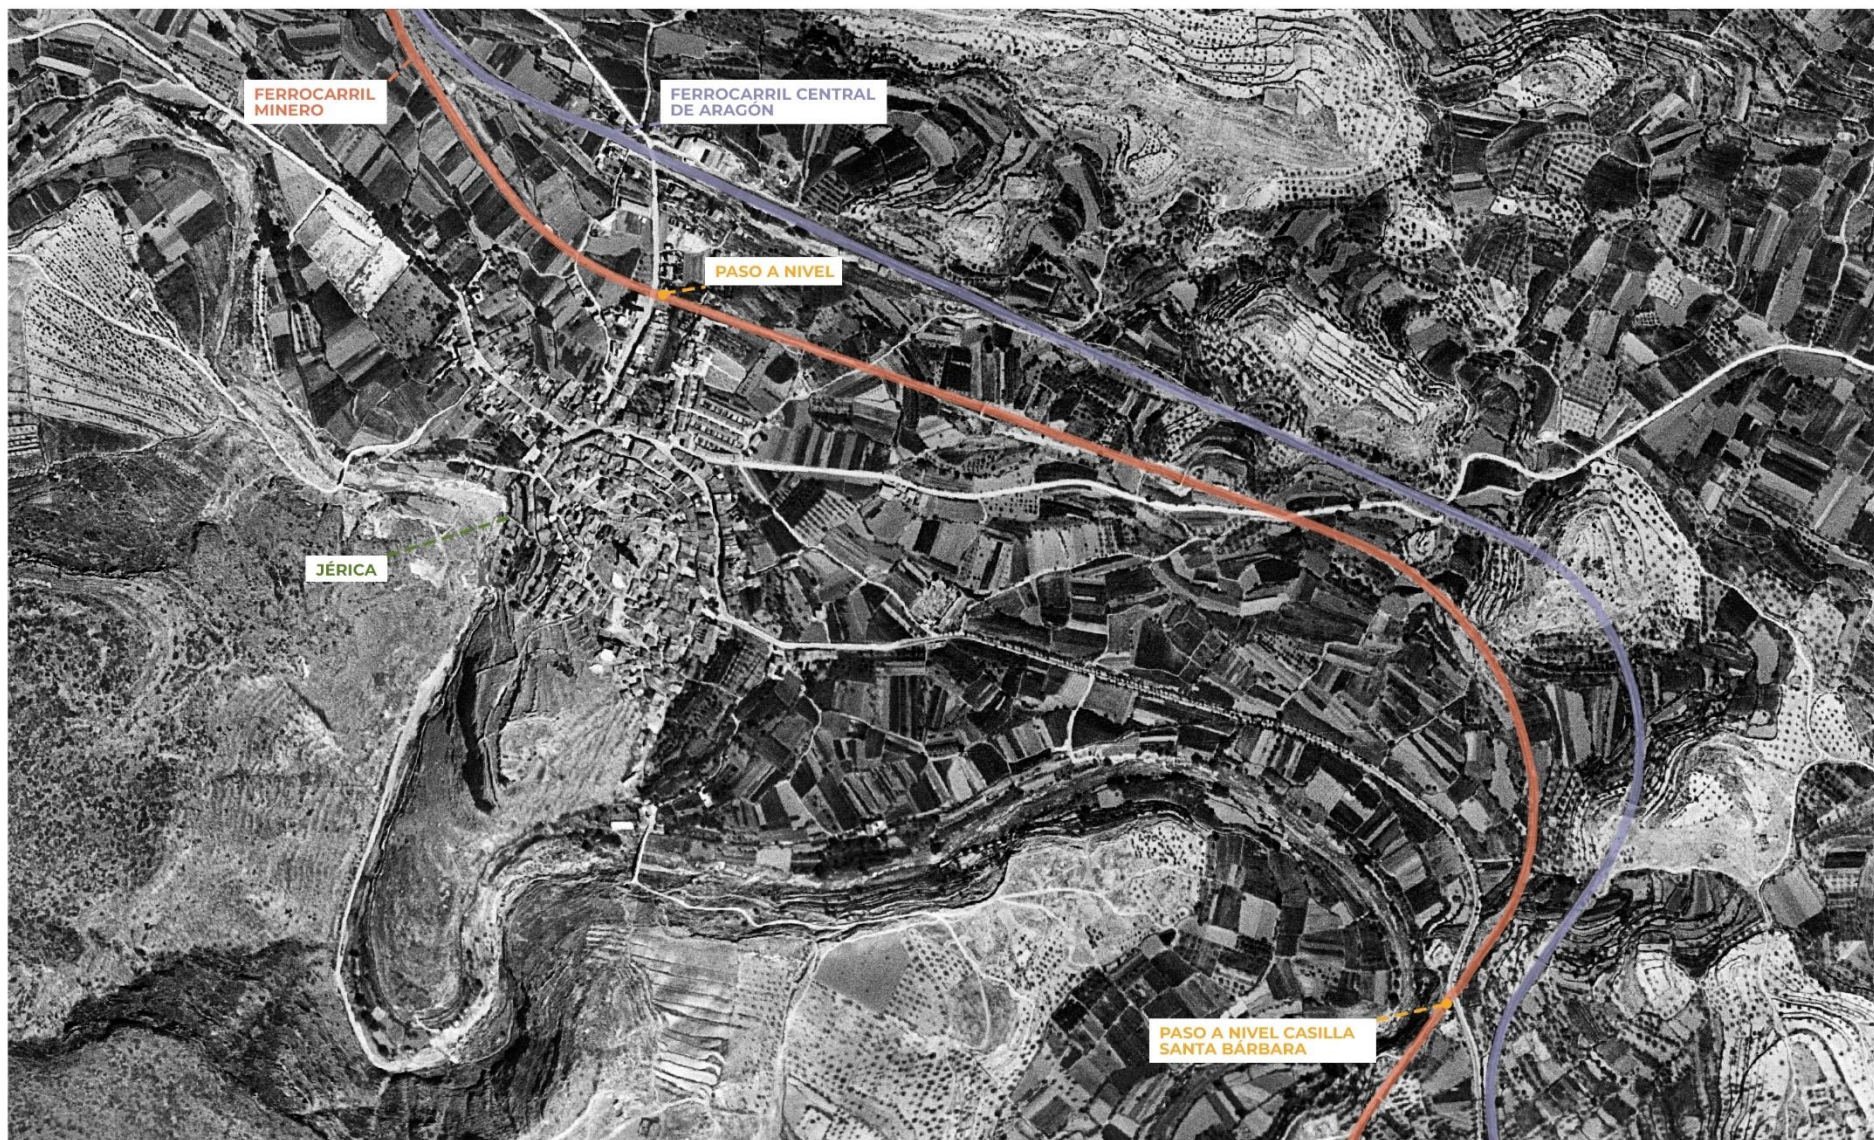 FERROCARRIL
MINERO
FERROCARRIL CENTRAL
DE ARAGÓN
PASO A NIVEL
JÉRICA
PASO A NIVEL CASILLA
SANTA BÁRBARA